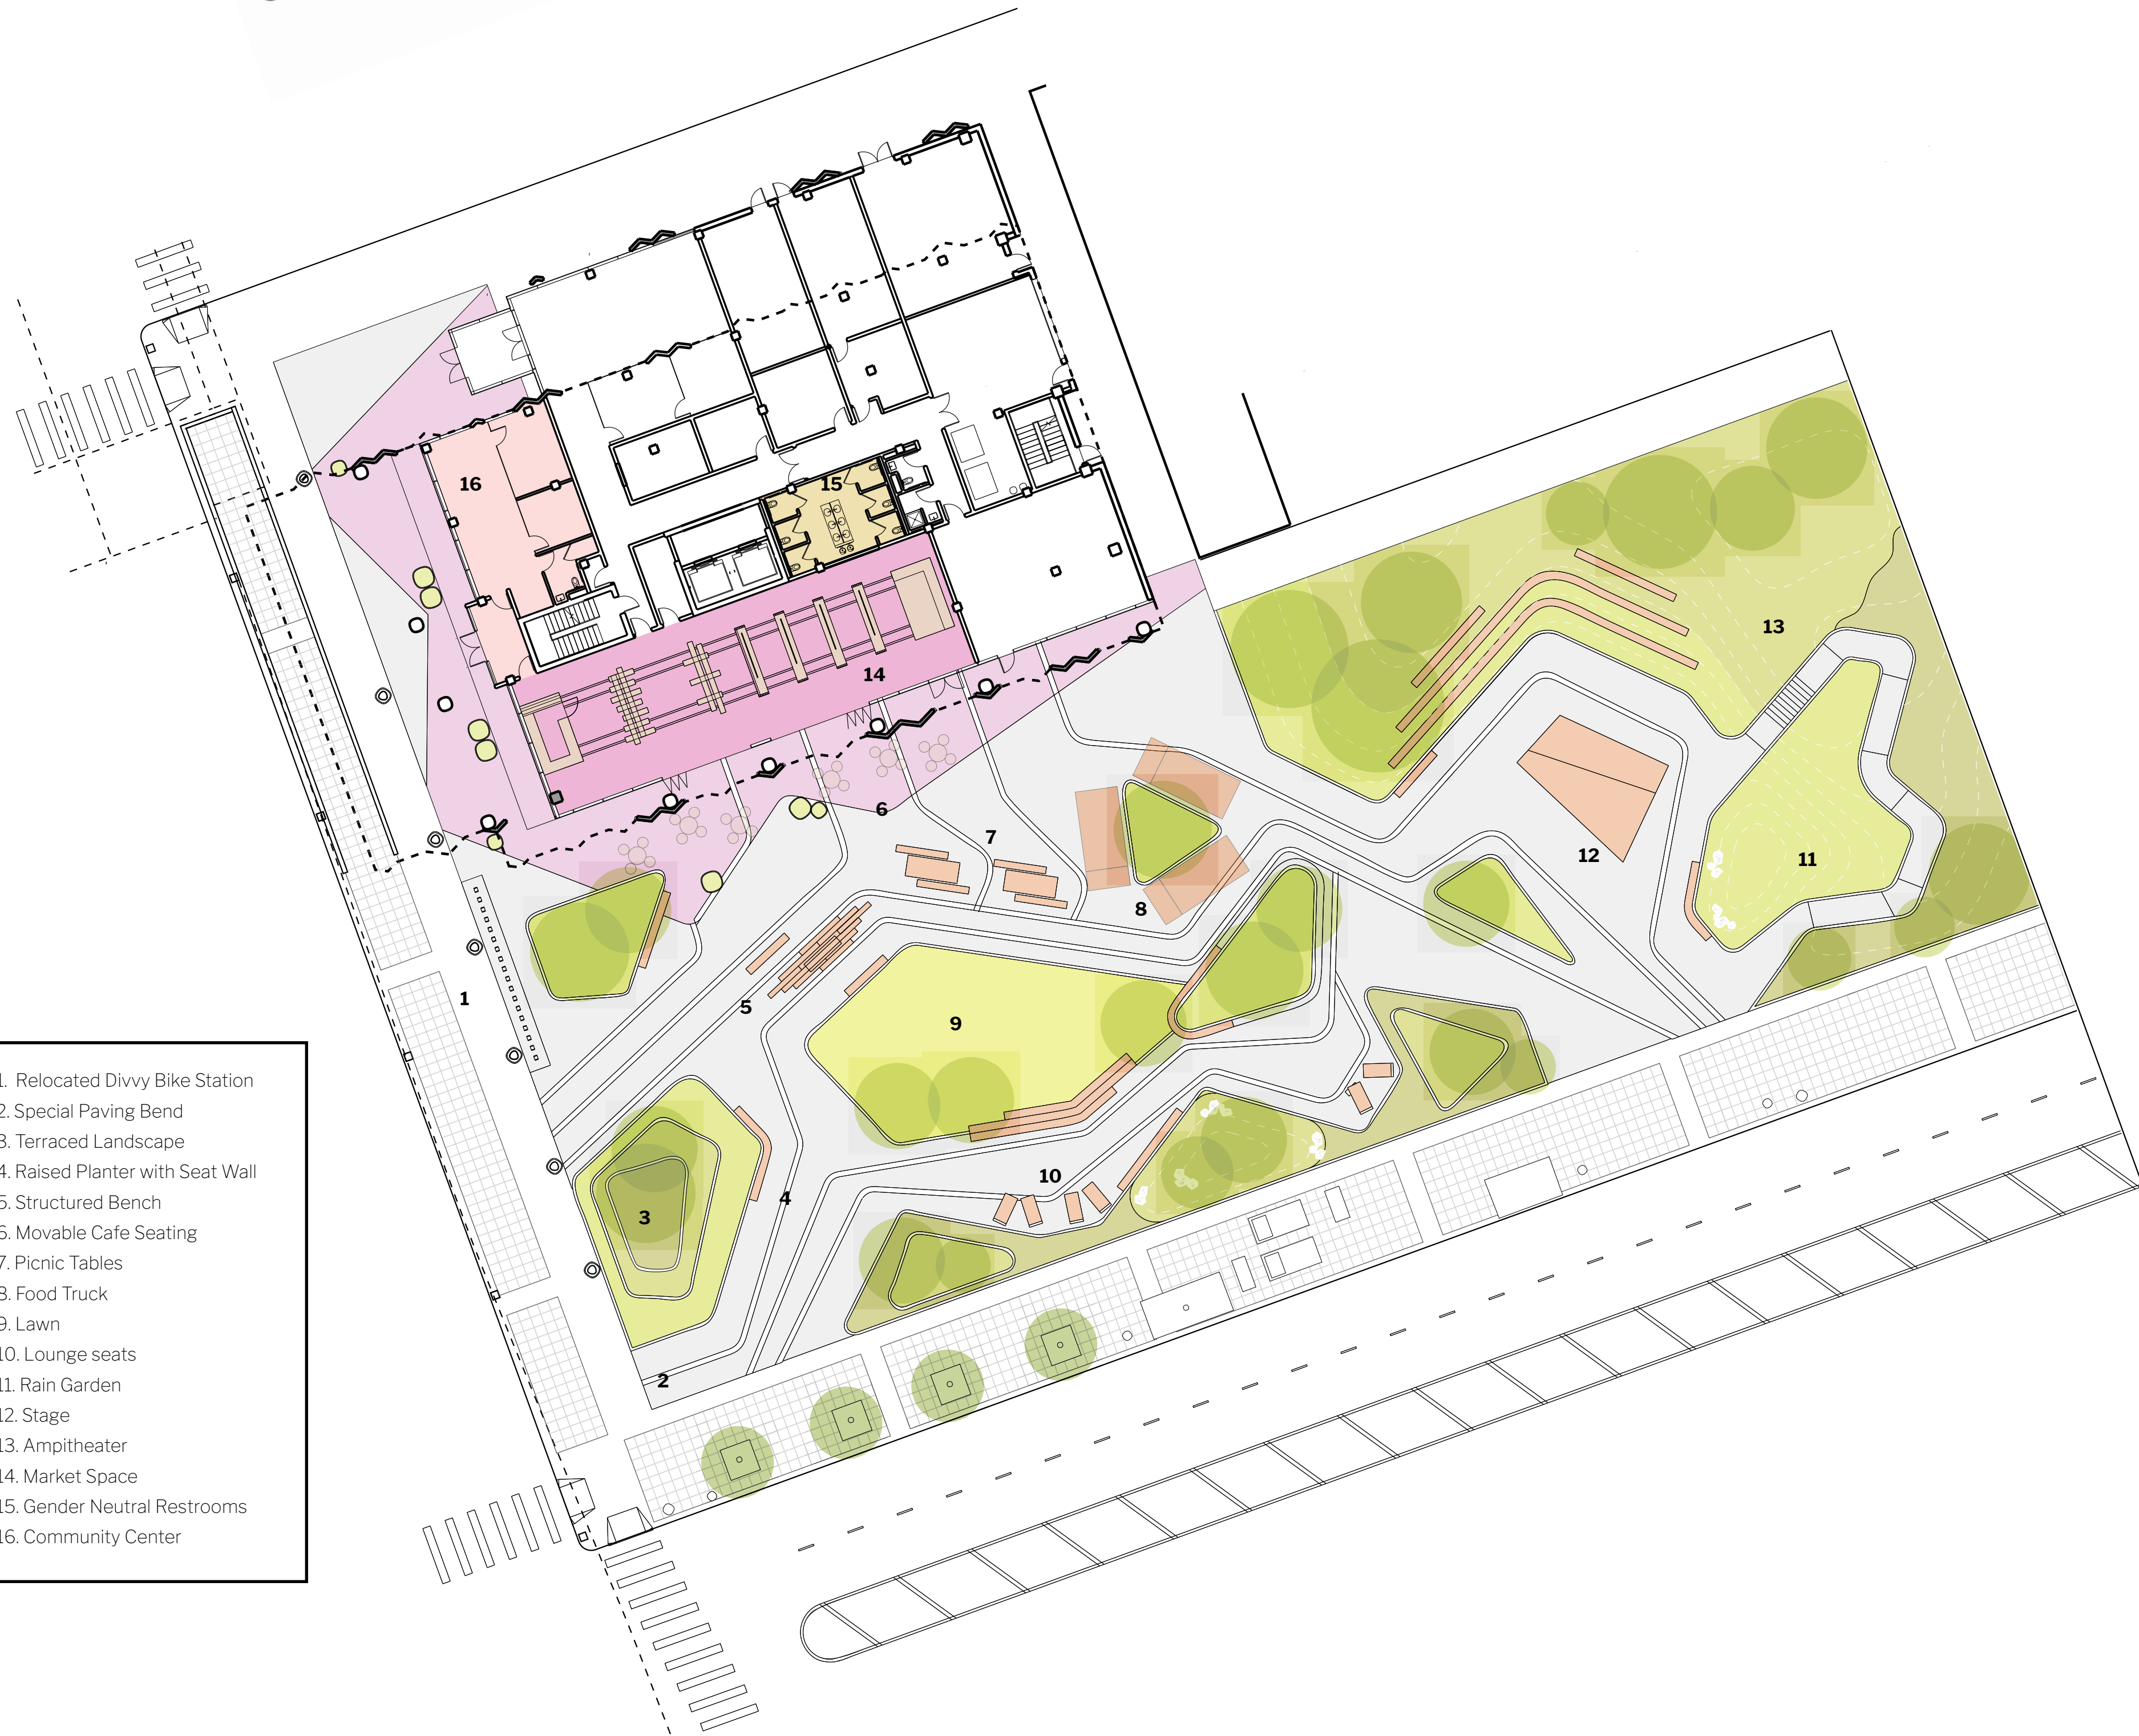 16
15
14
13
6
7
12
11
8
1
5
9
10
4
3
2
1. Relocated Divvy Bike Station
2. Special Paving Bend
3. Terraced Landscape
4. Raised Planter with Seat Wall
5. Structured Bench
6. Movable Cafe Seating
7. Picnic Tables
8. Food Truck
9. Lawn
10. Lounge seats
11. Rain Garden
12. Stage
13. Ampitheater
14. Market Space
15. Gender Neutral Restrooms
16. Community Center